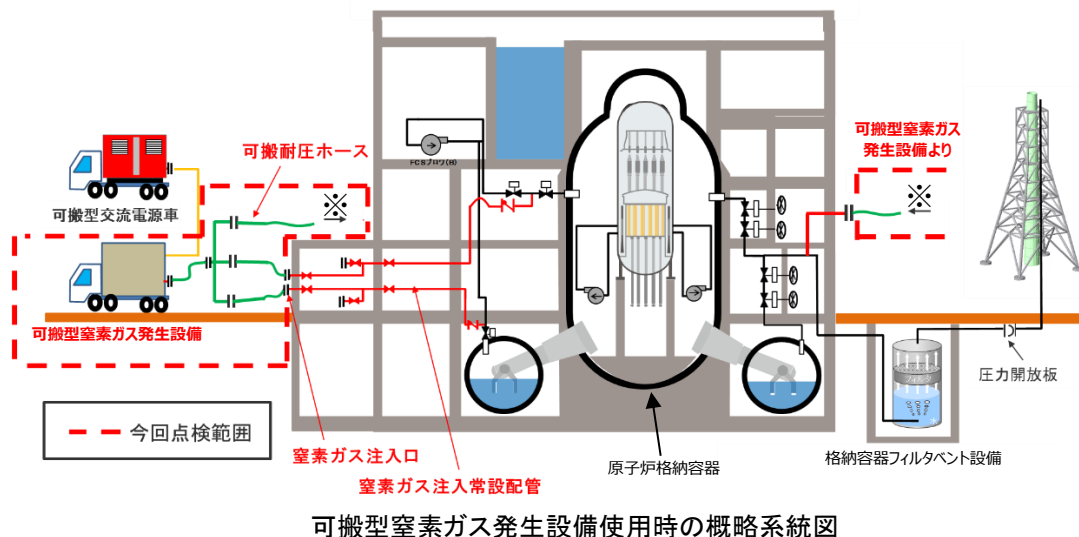 可搬型交流電源車
可搬耐圧ホース
※
可搬型窒素ガス発生設備
今回点検範囲
窒素ガス注入口
窒素ガス注入常設配管
FCSブロワ(B)
原子炉格納容器
可搬型窒素ガス
発生設備より
※
圧力開放板
フィルタ
水
格納容器フィルタベント設備
可搬型窒素ガス発生設備使用時の概略系統図